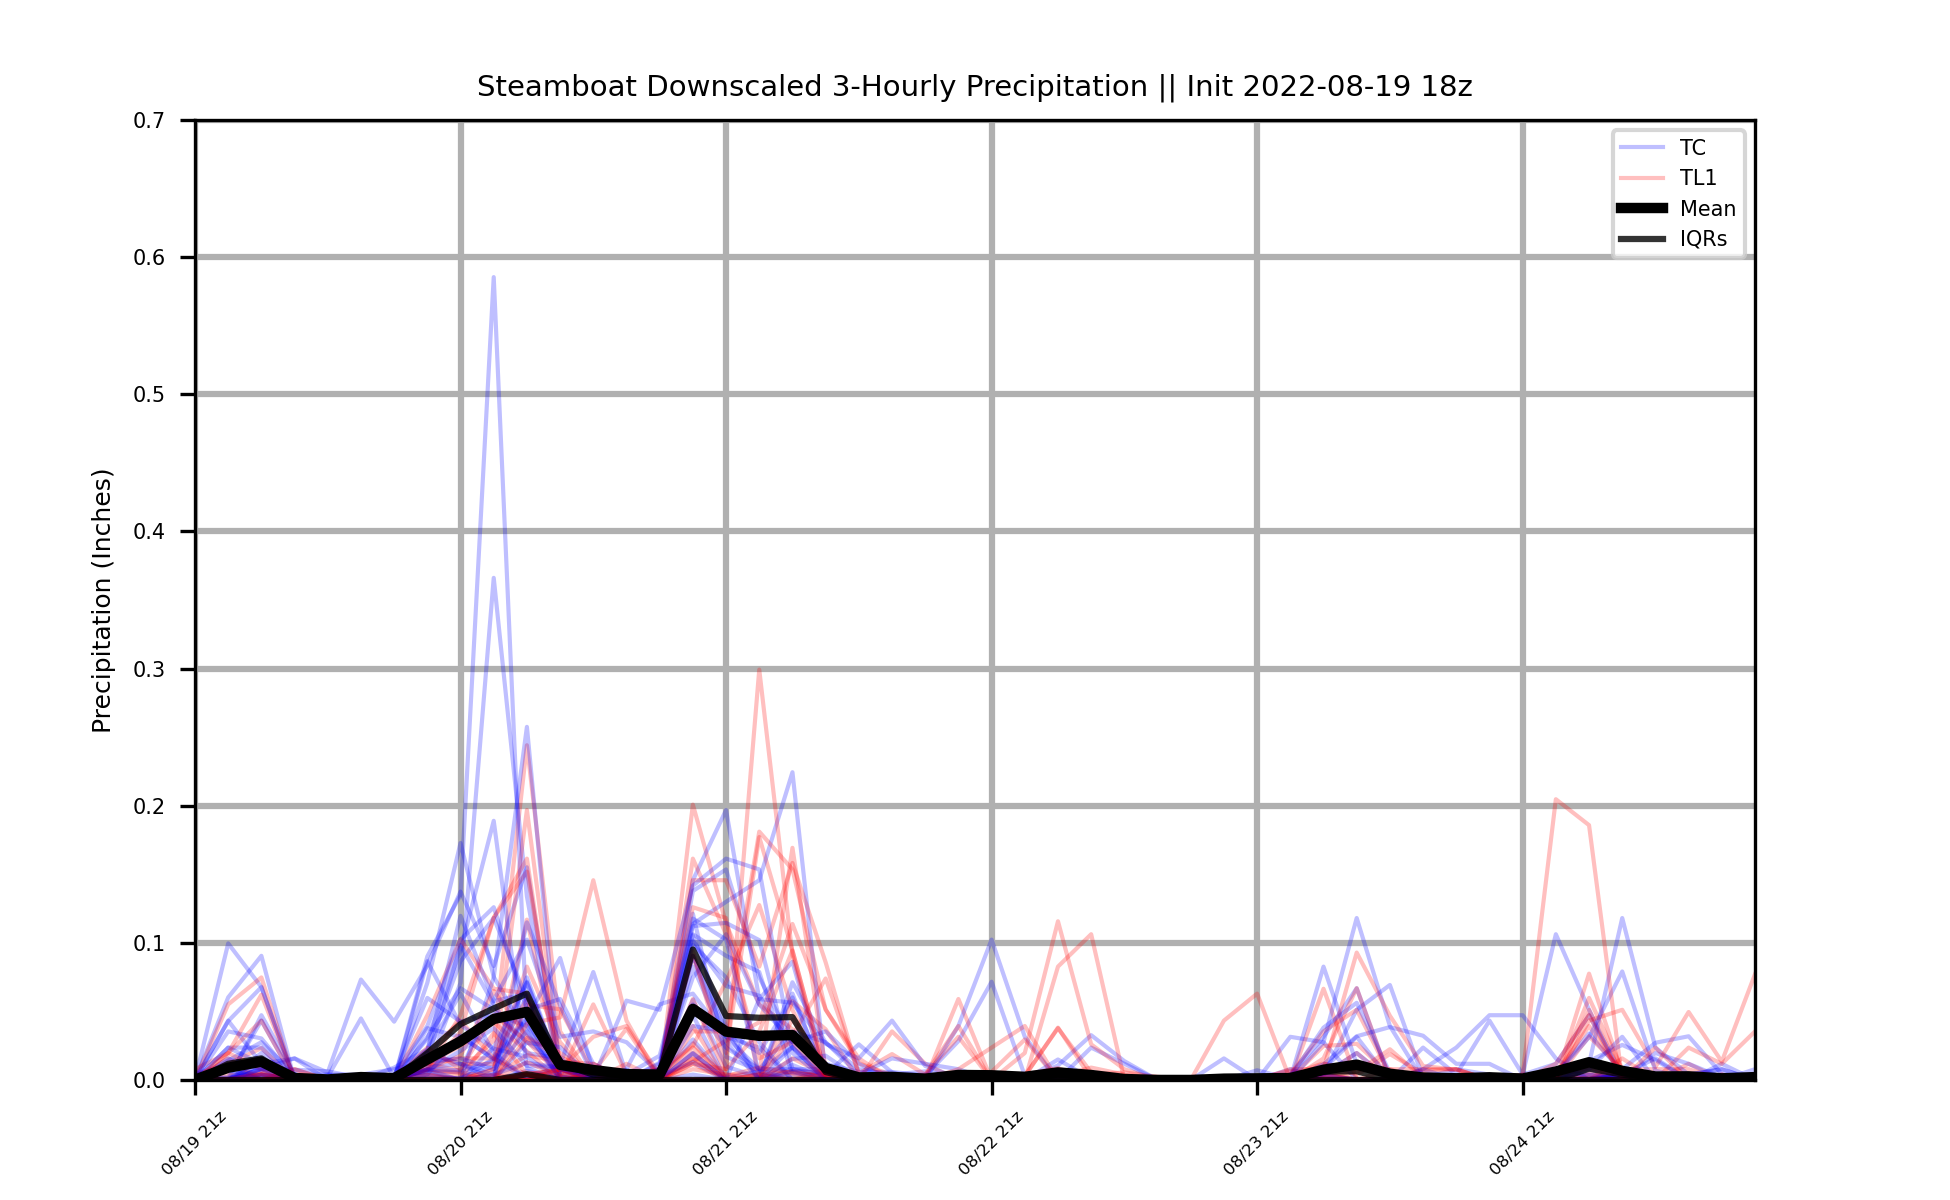 Steamboat Downscaled 3-Hourly Precipitation || Init 2022-08-19 18z
TC
TL1
Mean
IQRs
Precipitation (Inches)
0.7
0.6
0.5
0.4
0.3
0.2
0.1
0.0
08/19 21z
08/20 21z
08/21 21z
08/22 21z
08/23 21z
08/24 21z